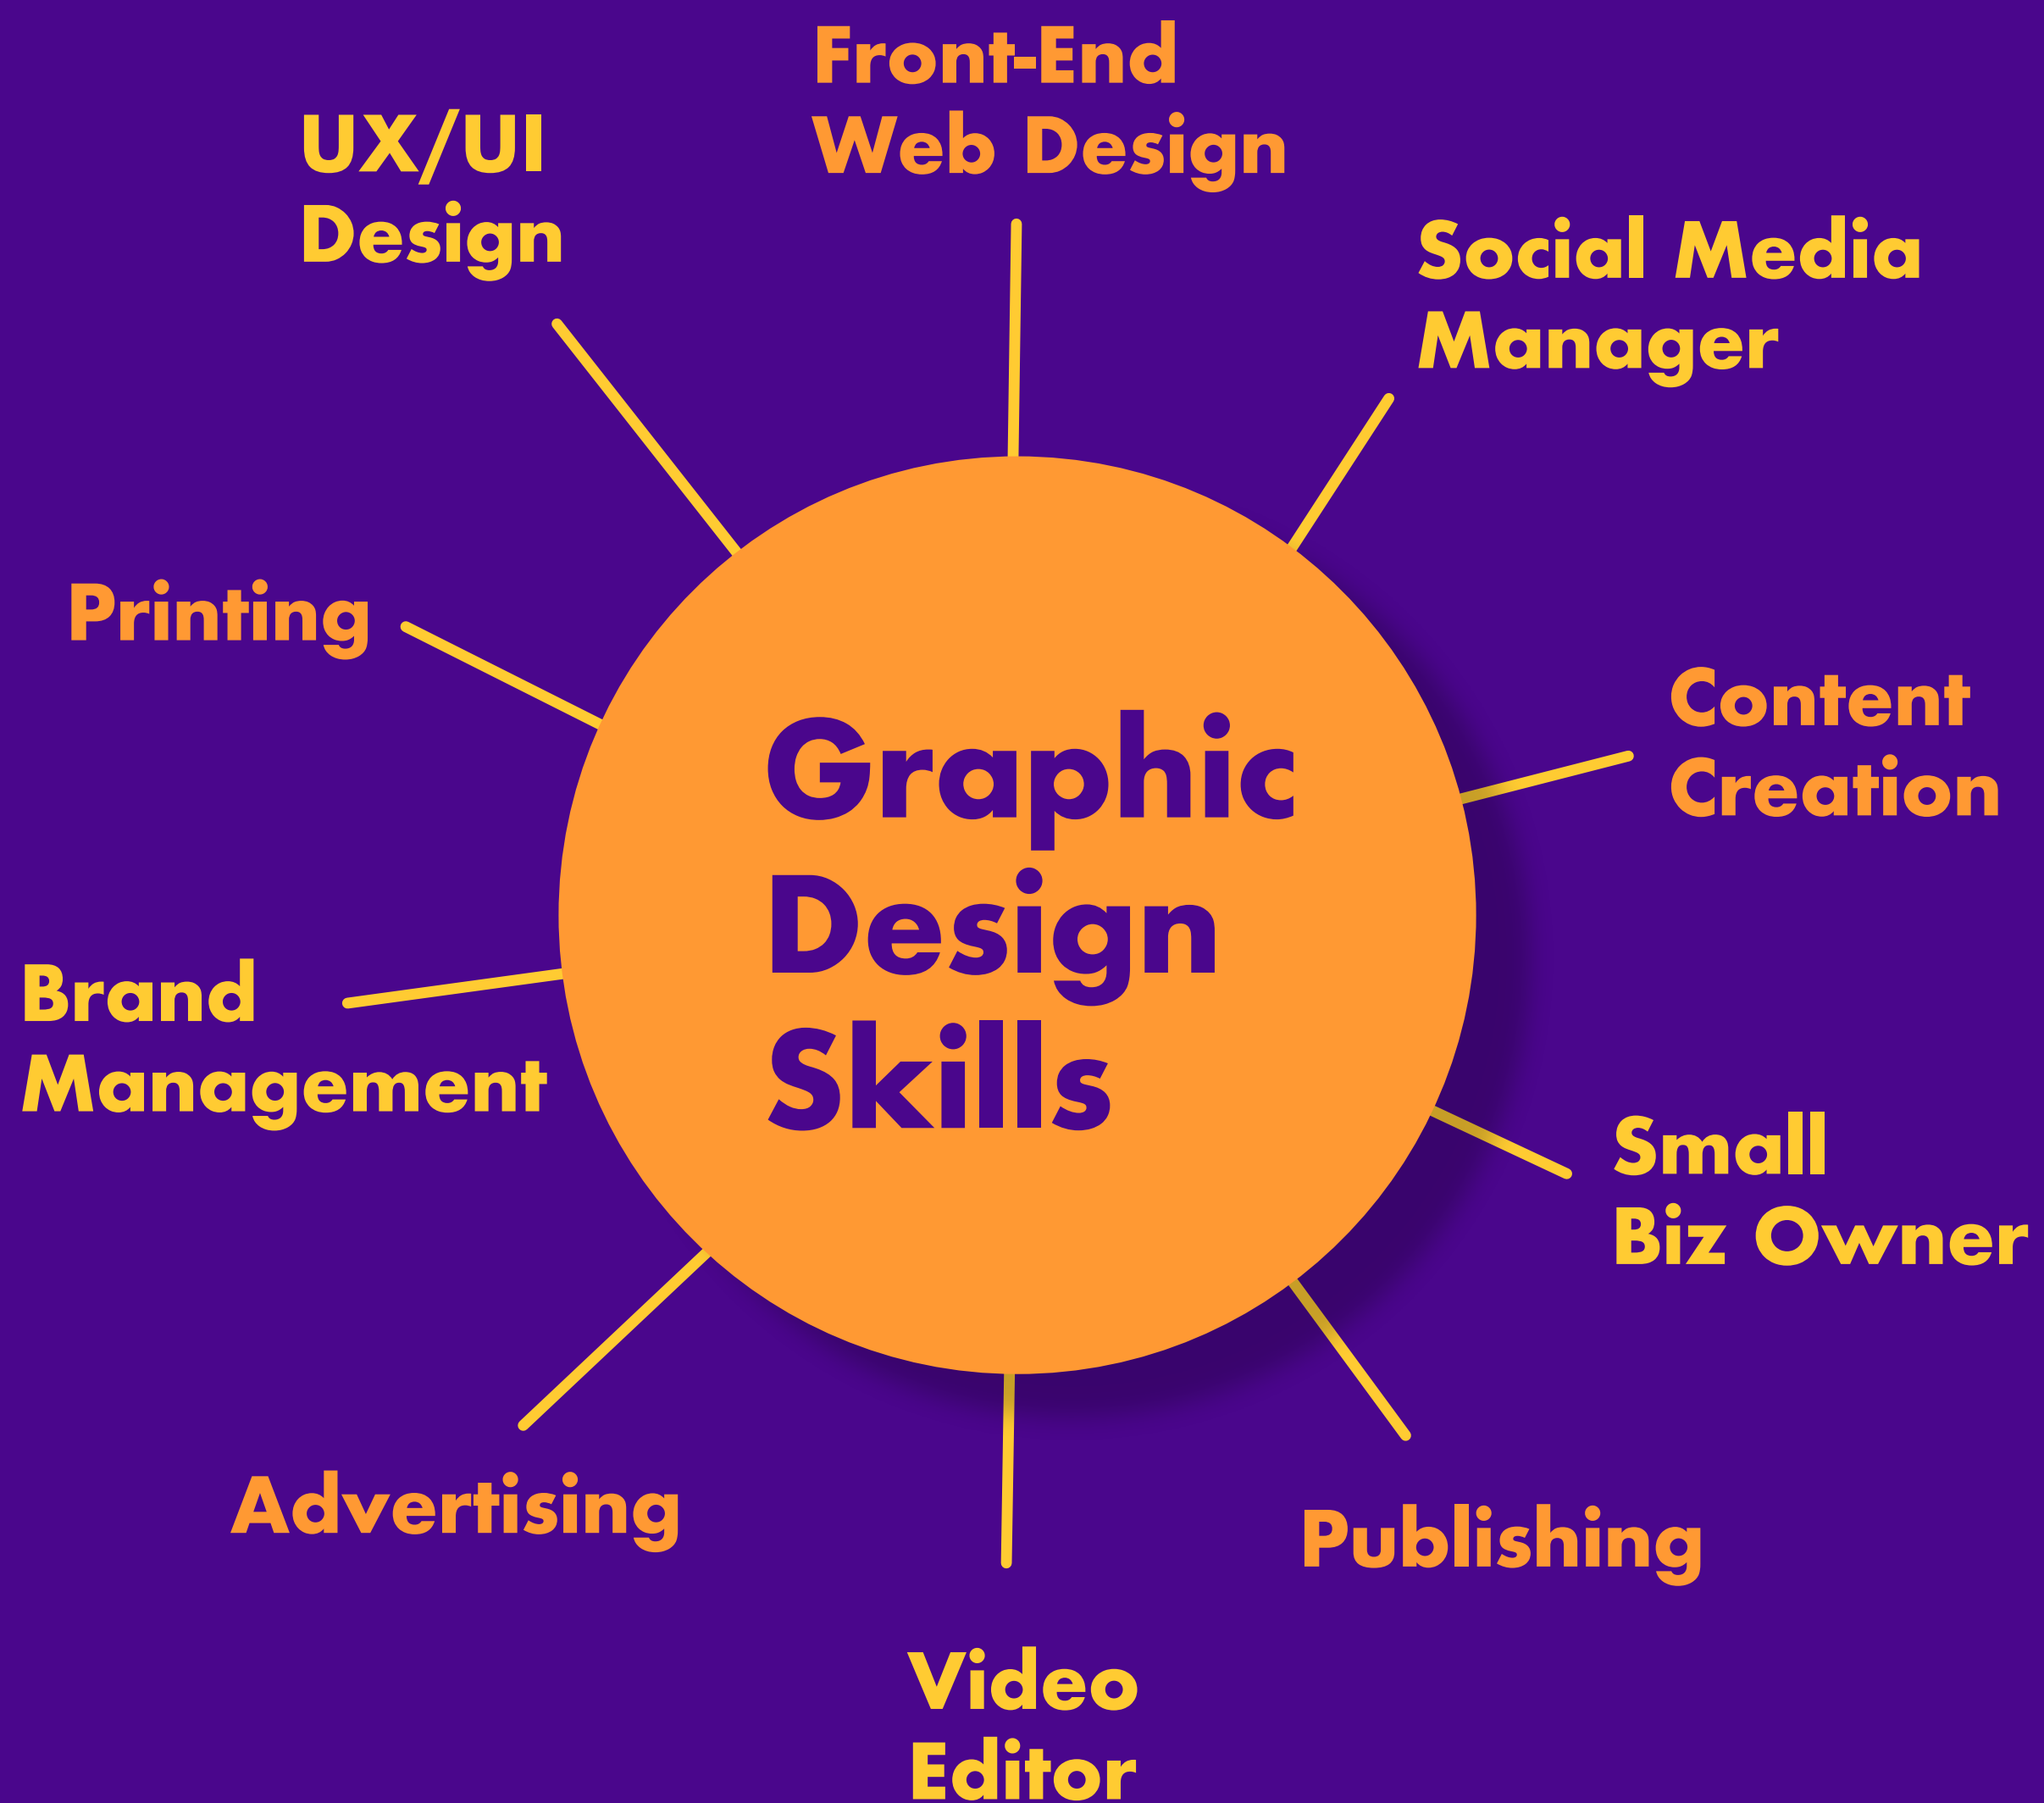 Front-End
Web Design
UX/UI
Design
Social Media
Manager
Printing
Content
Creation
Graphic
Design
Skills
Brand
Management
Small
Biz Owner
Advertising
Publishing
Video
Editor